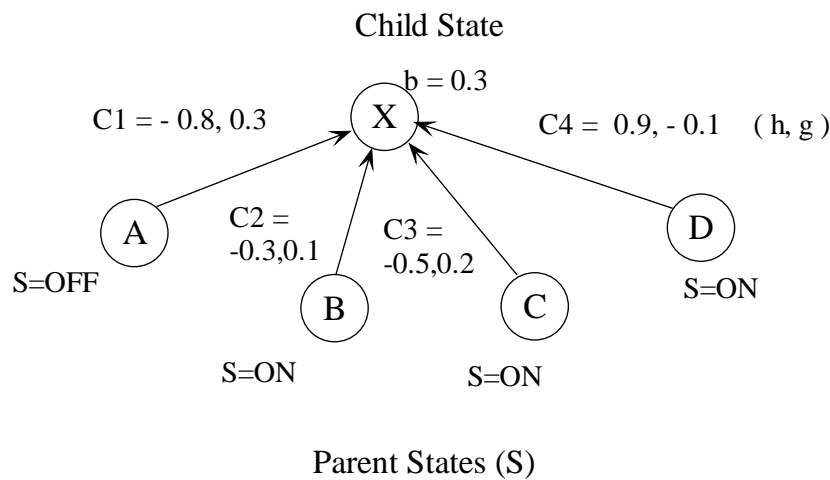 Child State
b = 0.3
X
C1 = - 0.8, 0.3
C4 =  0.9, - 0.1    ( h, g )
C2 =
-0.3,0.1
C3 =
-0.5,0.2
A
D
S=OFF
S=ON
B
C
S=ON
S=ON
Parent States (S)